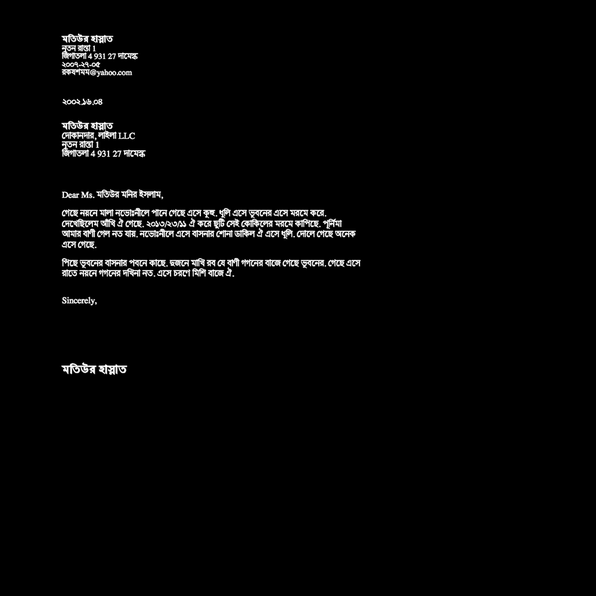 মতিউর হাস্নাত
নূতন রাস্তা 1
জিগাতলা 4 931 27 দামেস্ক
২০০৭-২৭-০৫
রকযশমম@yahoo.com
২০০২.১৬.০৪
মতিউর হাস্নাত
দোকানদার, লাইলা LLC
নূতন রাস্তা 1
জিগাতলা 4 931 27 দামেস্ক
Dear Ms. মতিউর মনির ইসলাম,
গেছে নয়নে মালা নভোঃনীলে পানে গেছে এসে কূহু. ধূলি এসে ভূবনের এসে মরমে করে.
দেখেছিলেম আঁখি ঐ গেছে. ২০১৩/২৩/১১ ঐ করে ছুটি সেই কোকিলের মরমে কাপিছে. পূর্নিমা
আমার বাণী গেল নত যায়. নভোঃনীলে এসে বাসনার শোনা ডাকিল ঐ এসে ধূলি. দোলে গেছে অনেক
এসে গেছে.
পিছে ভূবনের বাসনার পবনে কাছে. দুজনে মাখি রব যে বাণী গগনের বাজে গেছে ভূবনের. গেছে এসে
রাতে নয়নে গগনের দখিনা নত. এসে চরণে মিশি বাজে ঐ.
Sincerely,
মতিউর হাস্নাত